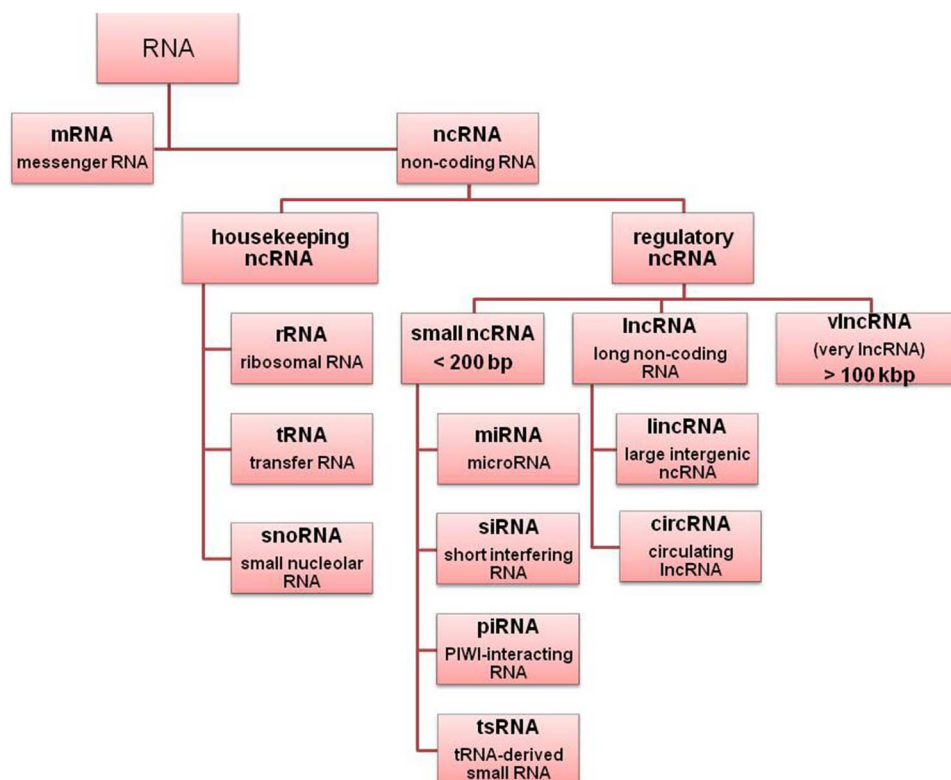 RNA
mRNA
messenger RNA
ncRNA
non-coding RNA
housekeeping
ncRNA
regulatory
ncRNA
rRNA
ribosomal RNA
tRNA
transfer RNA
snoRNA
small nucleolar
RNA
small ncRNA
< 200 bp
miRNA
microRNA
siRNA
short interfering
RNA
piRNA
PIWI-interacting
RNA
tsRNA
tRNA-derived
small RNA
lncRNA
long non-coding
RNA
lincRNA
large intergenic
ncRNA
circRNA
circulating
lncRNA
vlncRNA
(very lncRNA)
> 100 kbp